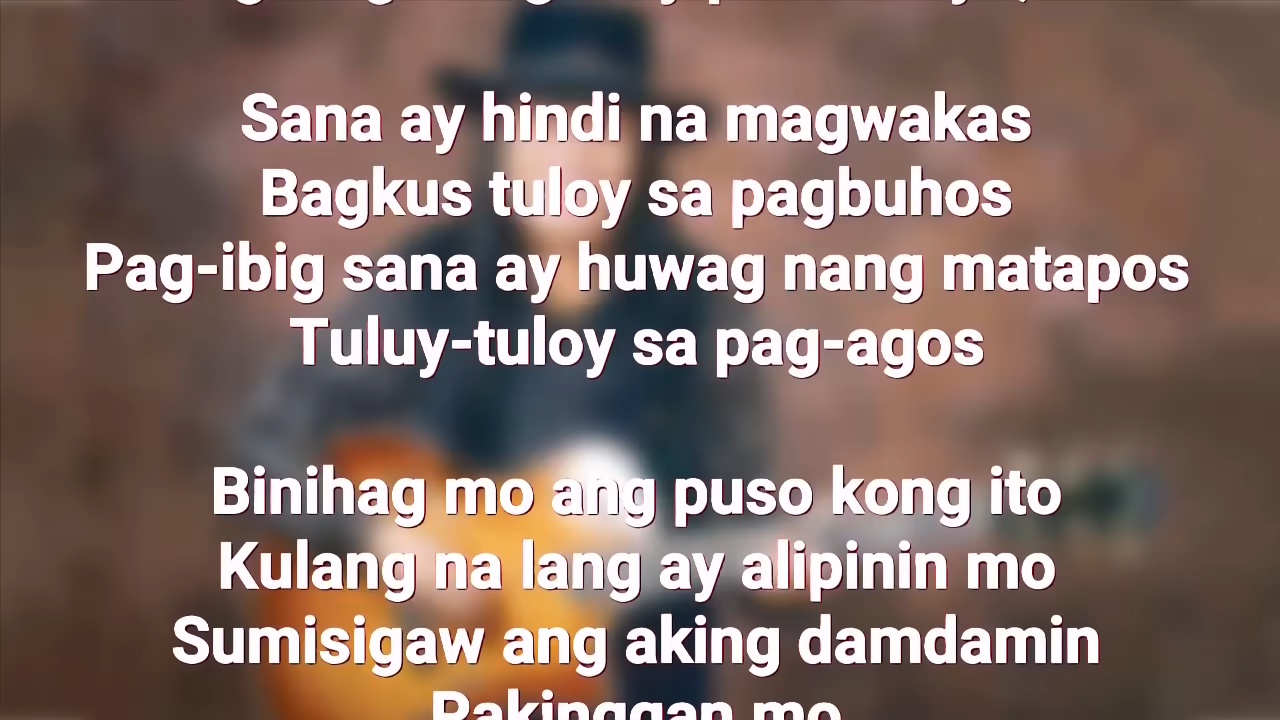 Sana ay hindi na magwakas
Bagkus tuloy sa pagbuhos
Pag-ibig sana ay huwag nang matapos
Tuluy-tuloy sa pag-agos
Binihag mo ang puso kong ito
Kulang na lang ay alipinin mo
Sumisigaw ang aking damdamin
Pakinggan mo